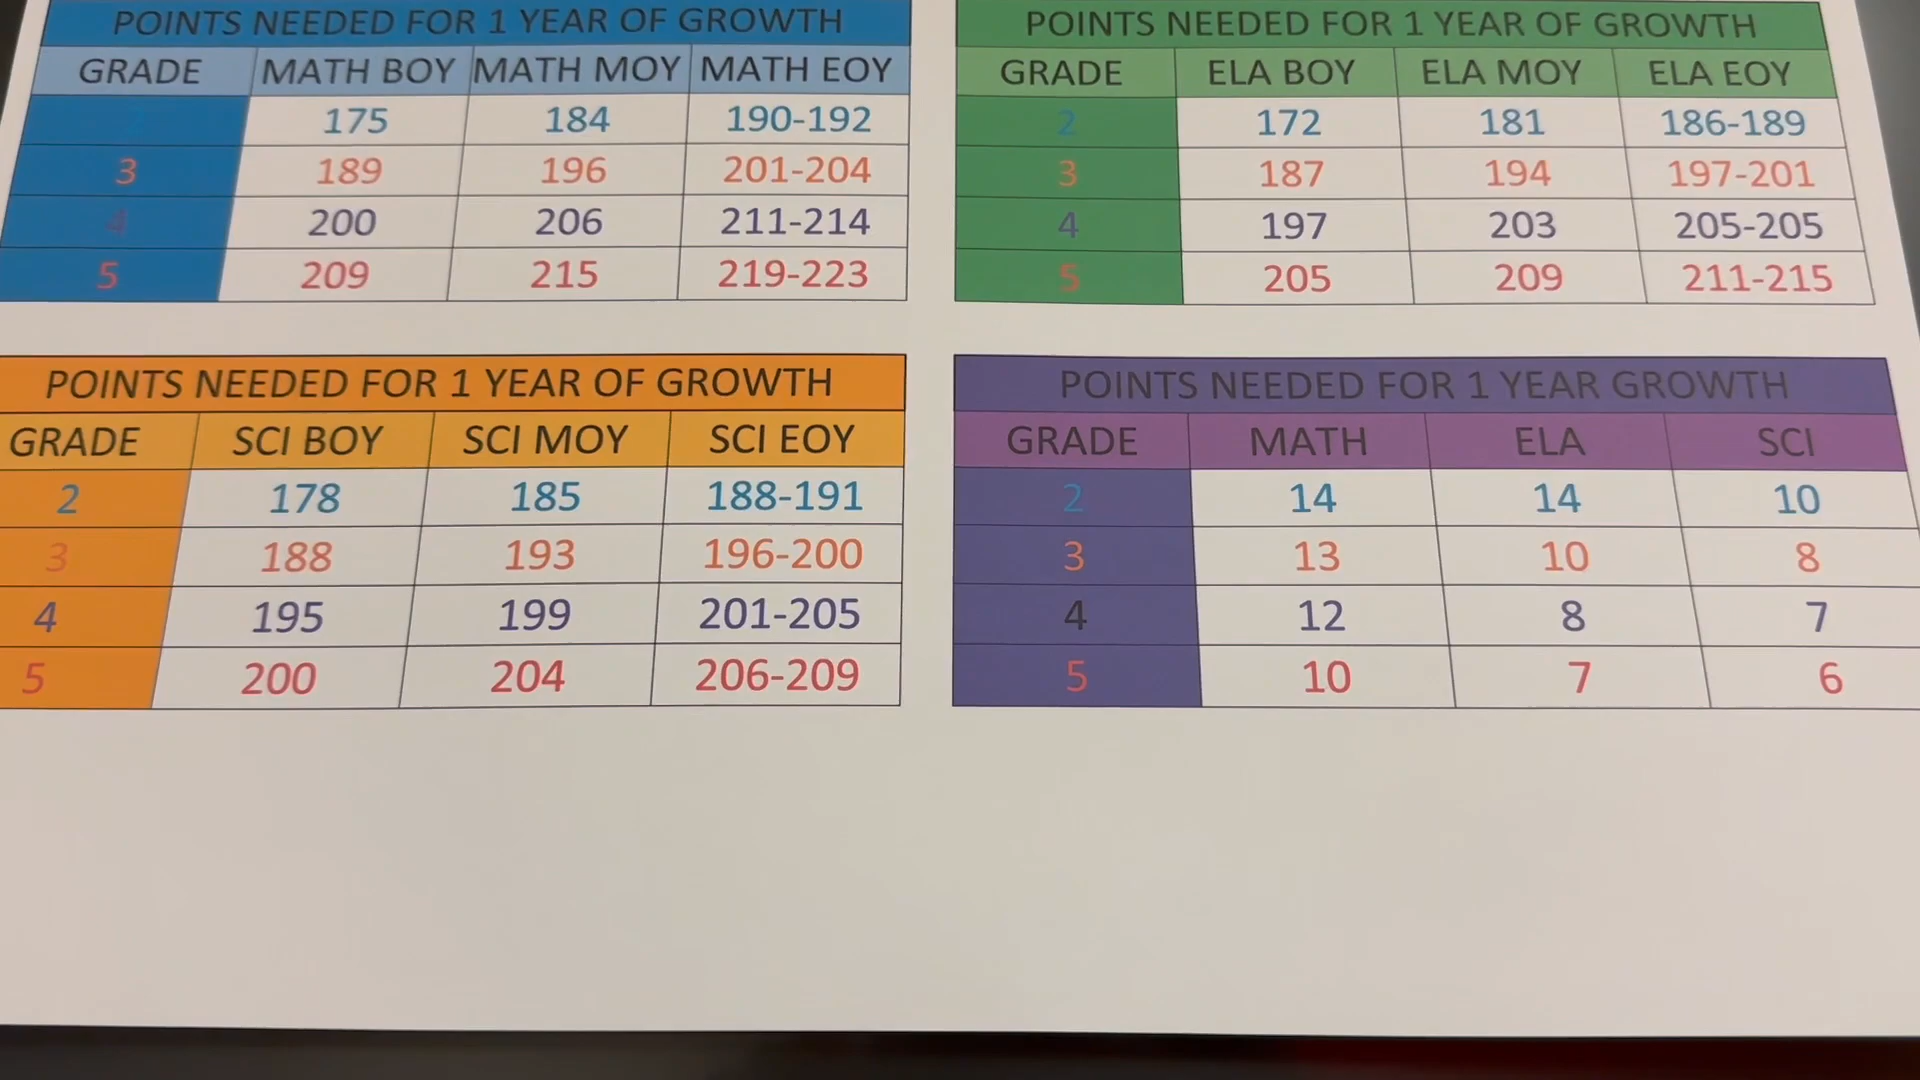 POINTS NEEDED FOR 1 YEAR OF GROWTH
GRADE MATH BOY MATH MOY MATH EOY
175 184 190-192
3 189 196 201-204
4 200 206 211-214
5 209 215 219-223
POINTS NEEDED FOR 1 YEAR OF GROWTH
GRADE ELA BOY ELA MOY ELA EOY
2 172 181 186-189
3 187 194 197-201
4 197 203 205-205
5 205 209 211-215
POINTS NEEDED FOR 1 YEAR OF GROWTH
GRADE SCI BOY SCI MOY SCI EOY
2 178 185 188-191
3 188 193 196-200
4 195 199 201-205
5 200 204 206-209
POINTS NEEDED FOR 1 YEAR GROWTH
GRADE MATH ELA SCI
2 14 14 10
3 13 10 8
4 12 8 7
5 10 7 6